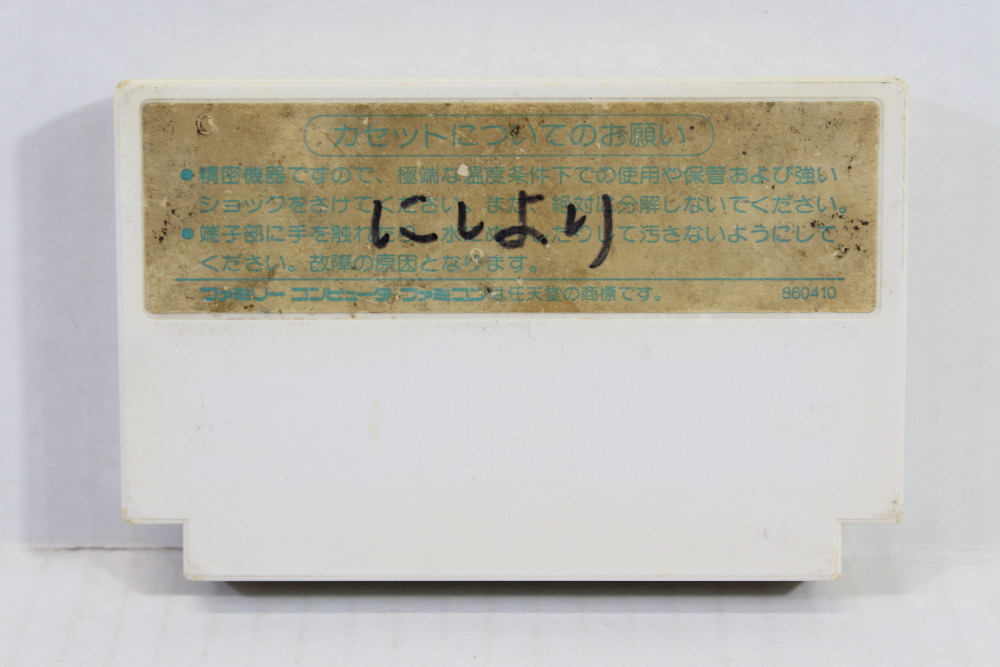 カセットについてのお願い
●精密機器ですので、極端な温度条件下での使用や保管および強い
ショックをさけてください。また、絶対に分解しないでください。
●端子部に手を触れ 水 ぬ たりして汚さないようにして
ください。故障の原因となります。
にしより
ファミリーコンピュータ・ファミコンは任天堂の商標です。 860410